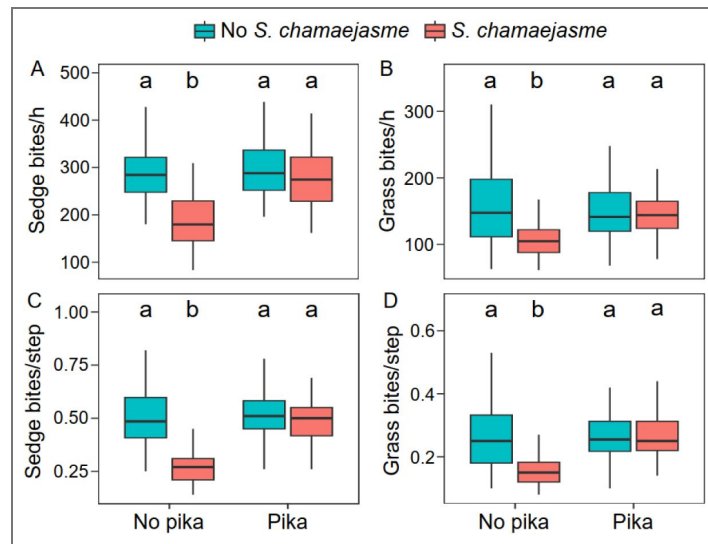 No S. chamaejasme S. chamaejasme
A
a b a a
Sedge bites/h
500
400
300
200
100
B
a b a a
Grass bites/h
300
200
100
C
a b a a
Sedge bites/step
1.00
0.75
0.50
0.25
No pika Pika
D
a b a a
Grass bites/step
0.6
0.4
0.2
No pika Pika